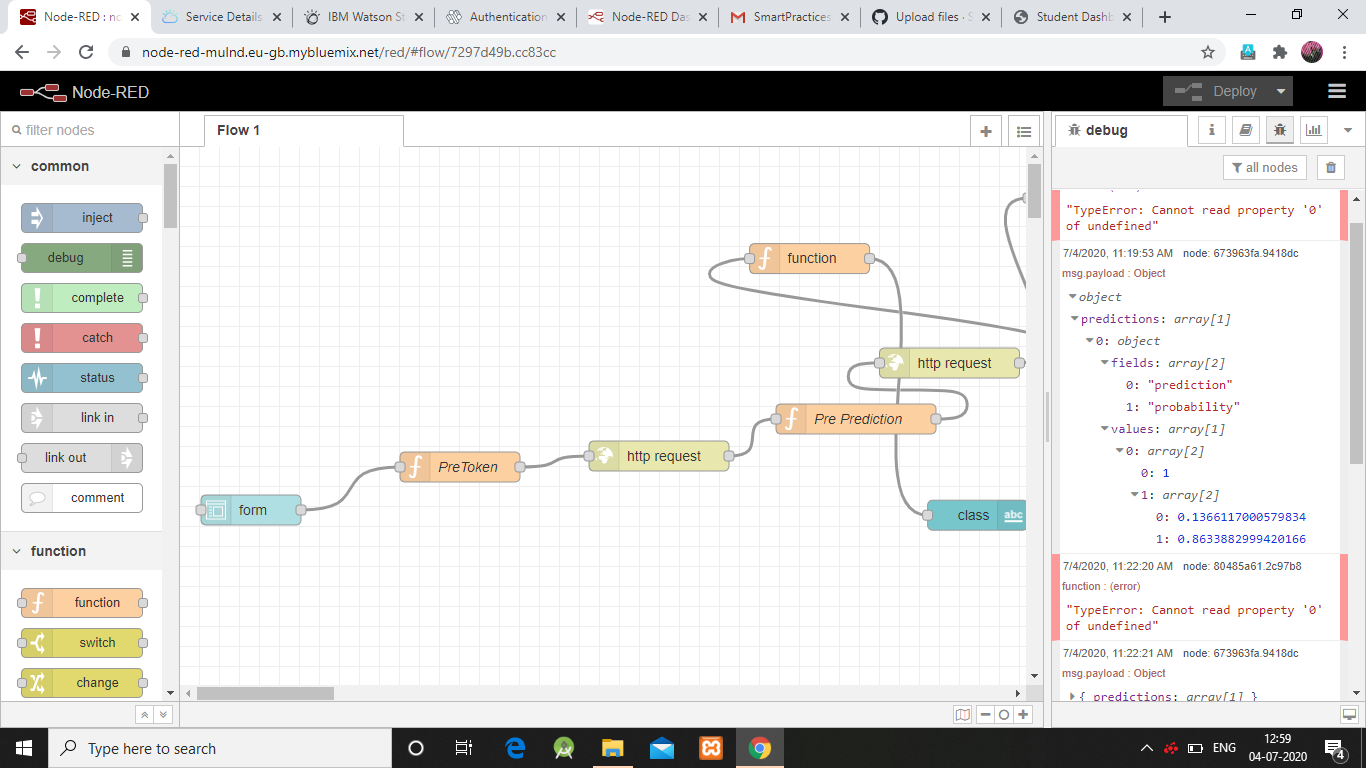 Node-RED : no
Service Details
IBM Watson St
Authentication
Node-RED Das
SmartPractices
Upload files · S
Student Dashb
node-red-mulnd.eu-gb.mybluemix.net/red/#flow/7297d49b.cc83cc
Node-RED
Deploy
filter nodes
Flow 1
debug
common
all nodes
inject
debug
complete
catch
status
link in
link out
comment
function
function
switch
change
form
PreToken
http request
function
http request
Pre Prediction
class
abc
"TypeError: Cannot read property '0'
of undefined"
7/4/2020, 11:19:53 AM node: 673963fa.9418dc
msg.payload : Object
object
predictions: array[1]
0: object
fields: array[2]
0: "prediction"
1: "probability"
values: array[1]
0: array[2]
0: 1
1: array[2]
0: 0.1366117000579834
1: 0.8633882999420166
7/4/2020, 11:22:20 AM node: 80485a61.2c97b8
function : (error)
"TypeError: Cannot read property '0'
of undefined"
7/4/2020, 11:22:21 AM node: 673963fa.9418dc
msg.payload : Object
{ predictions: array[1] }
Type here to search
ENG
12:59
04-07-2020
4